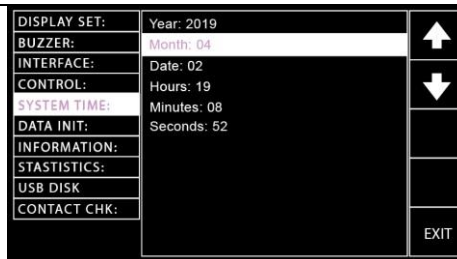 DISPLAY SET:
BUZZER:
INTERFACE:
CONTROL:
SYSTEM TIME:
DATA INIT:
INFORMATION:
STASTISTICS:
USB DISK
CONTACT CHK:
Year: 2019
Month: 04
Date: 02
Hours: 19
Minutes: 08
Seconds: 52
EXIT